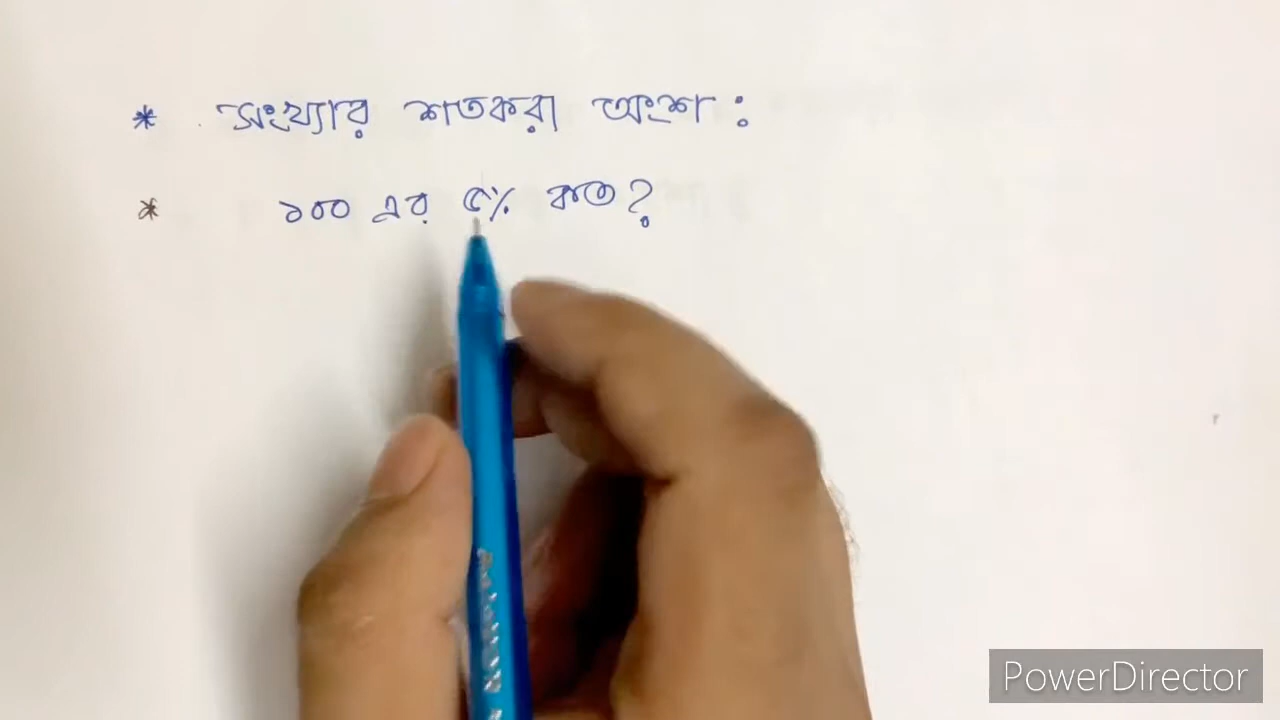 * সংখ্যার শতকরা অংশ :
* ১০০ এর ৫% কত?
PowerDirector